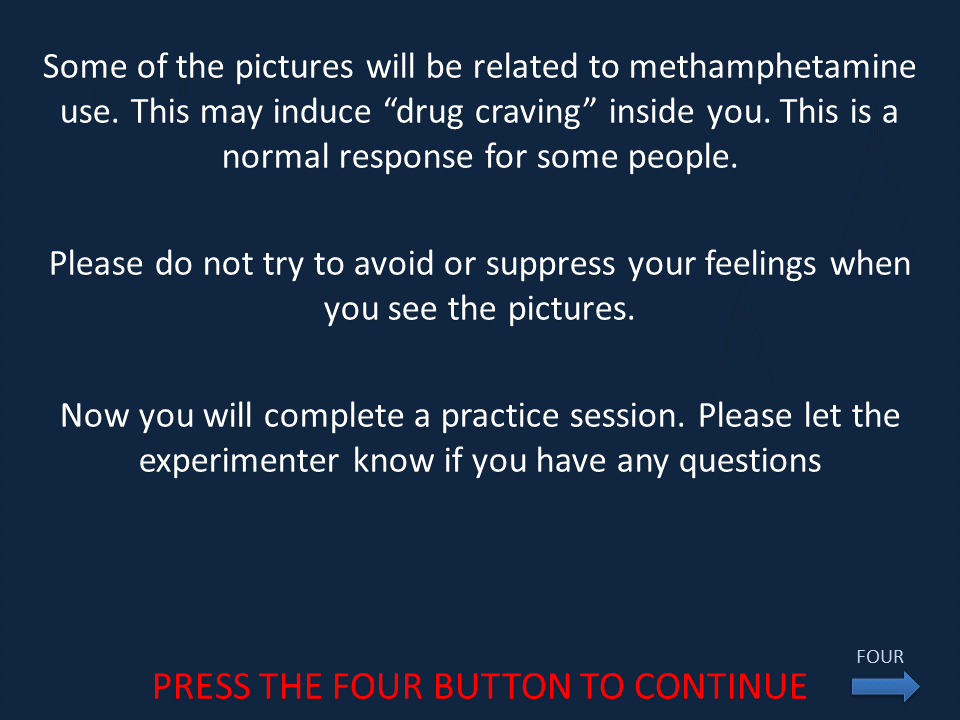 Some of the pictures will be related to methamphetamine
use. This may induce “drug craving” inside you. This is a
normal response for some people.
Please do not try to avoid or suppress your feelings when
you see the pictures.
Now you will complete a practice session. Please let the
experimenter know if you have any questions
FOUR
PRESS THE FOUR BUTTON TO CONTINUE